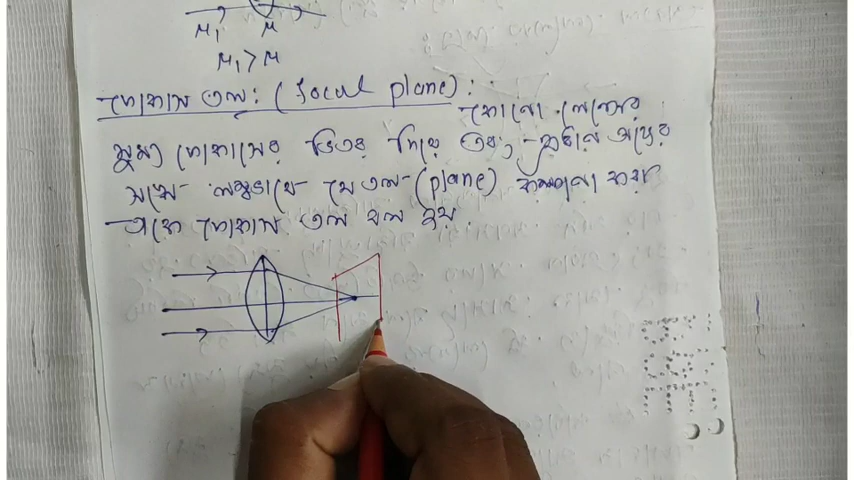 μ₁ μ
μ₁ > μ
ফোকাস তল: (focal plane): কোনো লেন্সের
মুখ্য ফোকাসের ভিতর দিয়ে এবং প্রধান অক্ষের
সঙ্গে লম্বভাবে যে তল (plane) কল্পনা করা
তাকে ফোকাস তল বলা হয়.